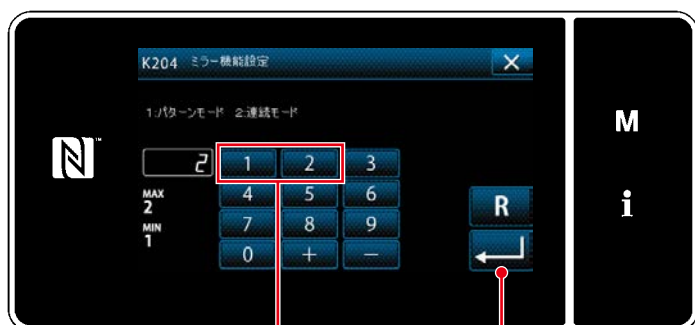 K204 ミラー機能設定
1:パターンモード 2:連続モード
2 1 2 3
MAX 4 5 6
2
MIN 7 8 9
1
0 + −
R
M
i
N™